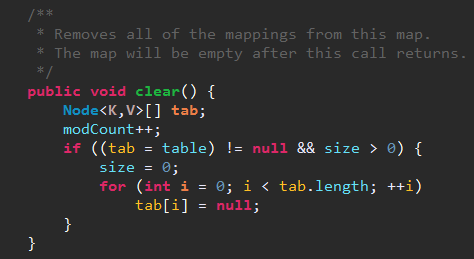 /**
 * Removes all of the mappings from this map.
 * The map will be empty after this call returns.
 */
public void clear() {
    Node<K,V>[] tab;
    modCount++;
    if ((tab = table) != null && size > 0) {
        size = 0;
        for (int i = 0; i < tab.length; ++i)
            tab[i] = null;
    }
}